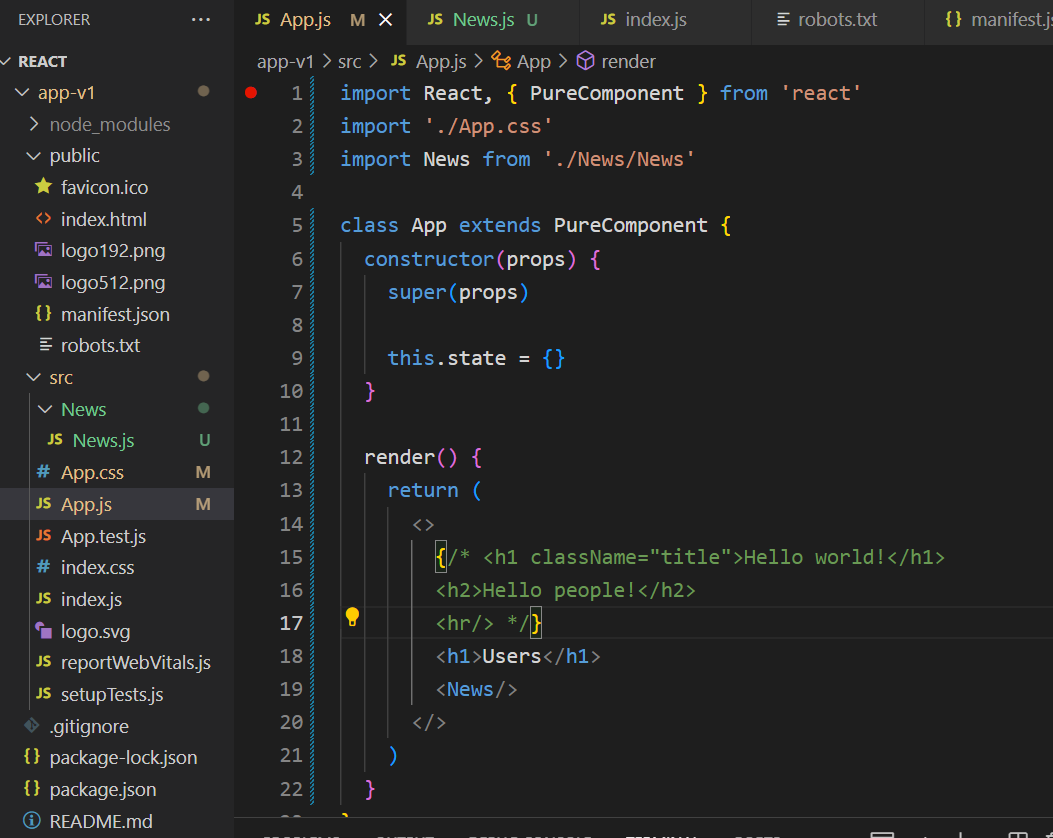 EXPLORER ...
REACT
app-v1
node_modules
public
favicon.ico
index.html
logo192.png
logo512.png
manifest.json
robots.txt
src
News
JS News.js U
# App.css M
JS App.js M
JS App.test.js
# index.css
JS index.js
logo.svg
JS reportWebVitals.js
JS setupTests.js
.gitignore
{} package-lock.json
{} package.json
README.md
JS App.js M ×
JS News.js U
JS index.js
robots.txt
{} manifest.js
app-v1 > src > JS App.js > App > render
1 import React, { PureComponent } from 'react'
2 import './App.css'
3 import News from './News/News'
4
5 class App extends PureComponent {
6 constructor(props) {
7 super(props)
8
9 this.state = {}
10 }
11
12 render() {
13 return (
14 <>
15 {/* <h1 className="title">Hello world!</h1>
16 <h2>Hello people!</h2>
17 <hr/> */}
18 <h1>Users</h1>
19 <News/>
20 </>
21 )
22 }